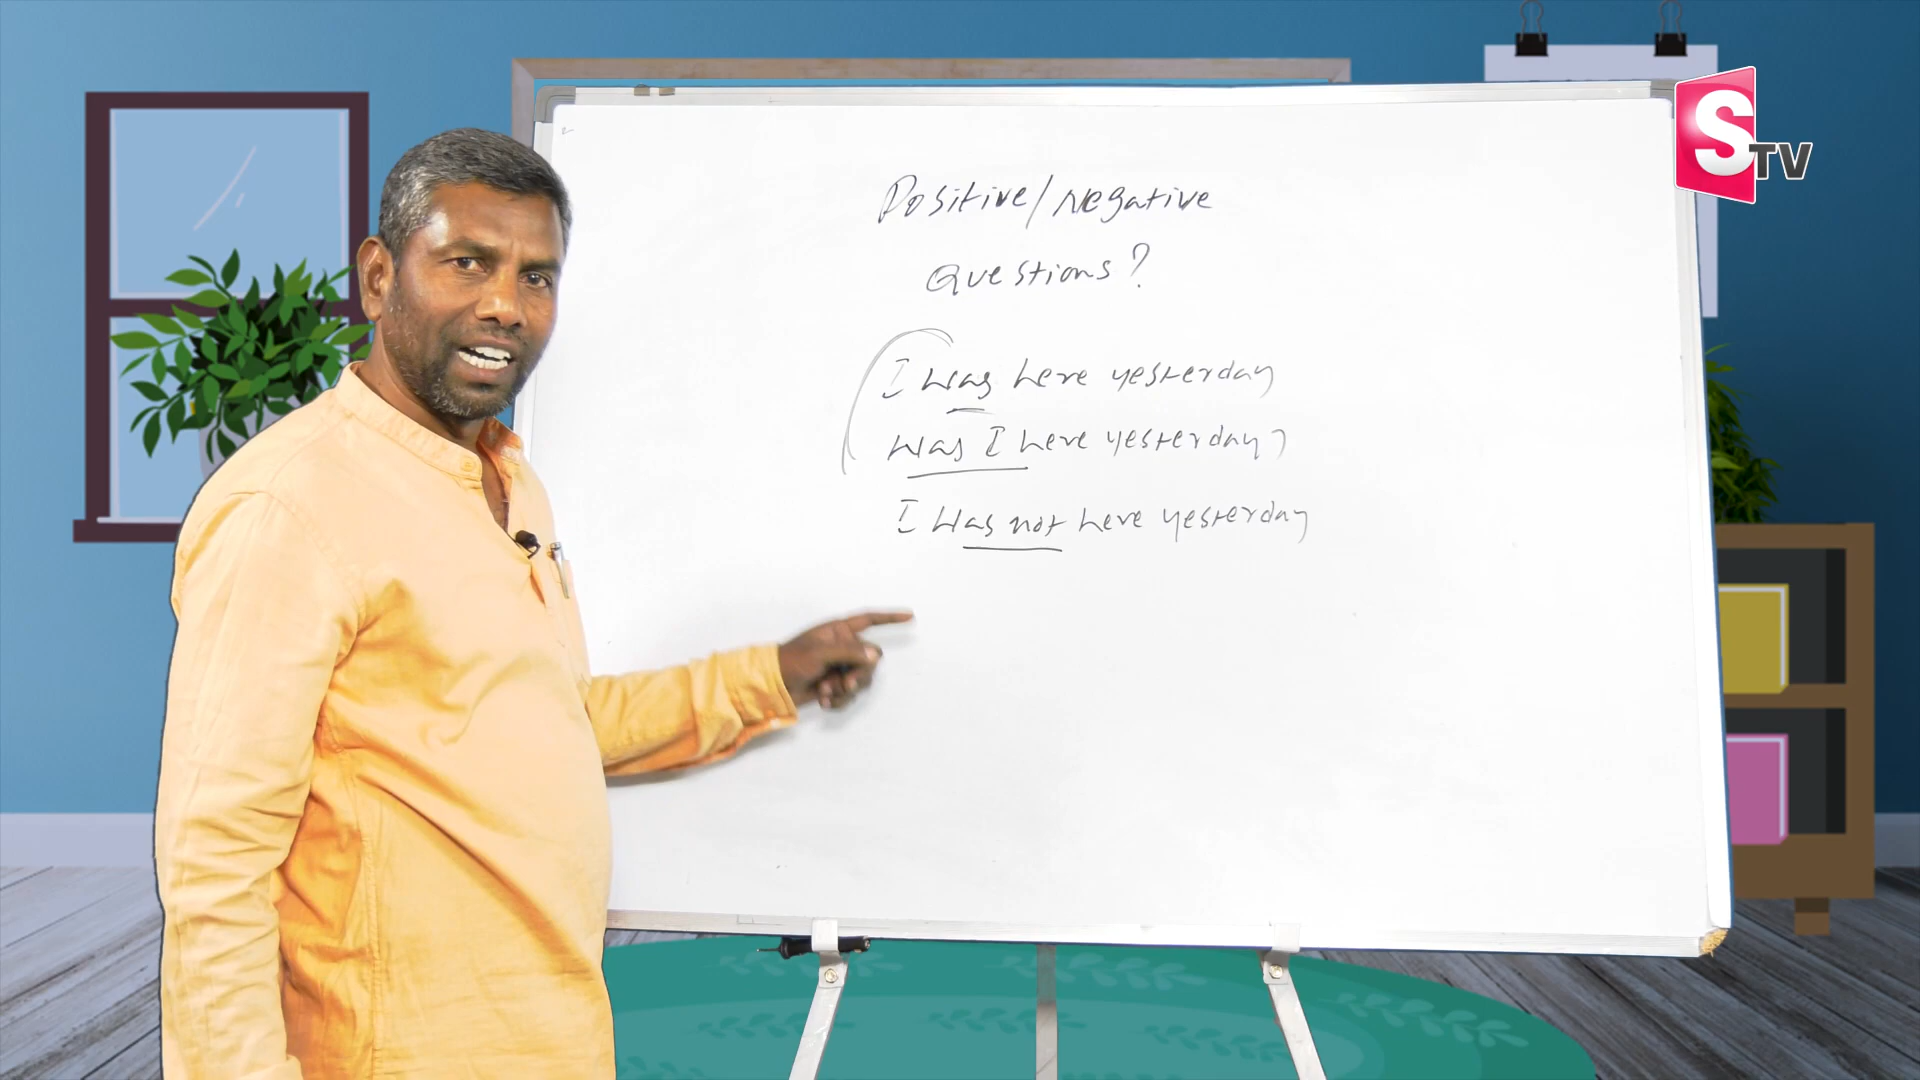 STV
Positive/Negative
Questions?
I was here yesterday
was I here yesterday?
I was not here yesterday